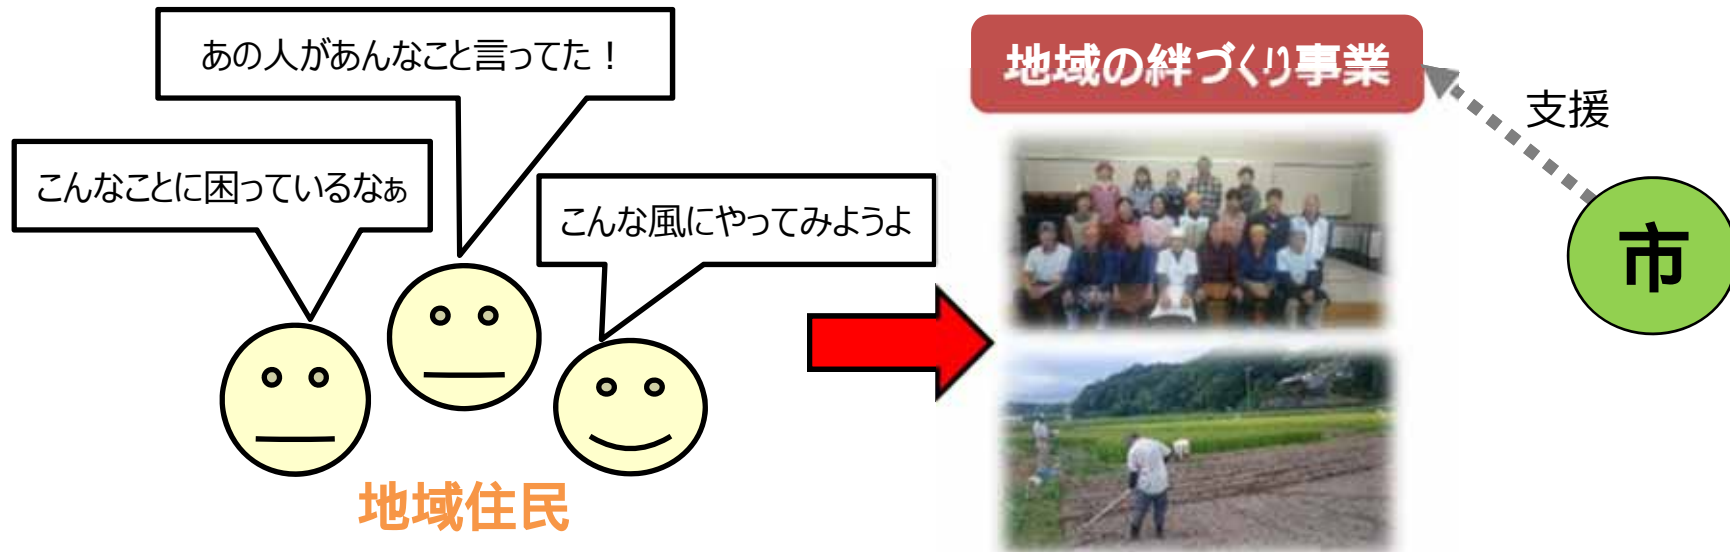 あの人があんなこと言ってた！
こんなことに困っているなぁ
こんな風にやってみようよ
地域住民
地域の絆づくり事業
支援
市